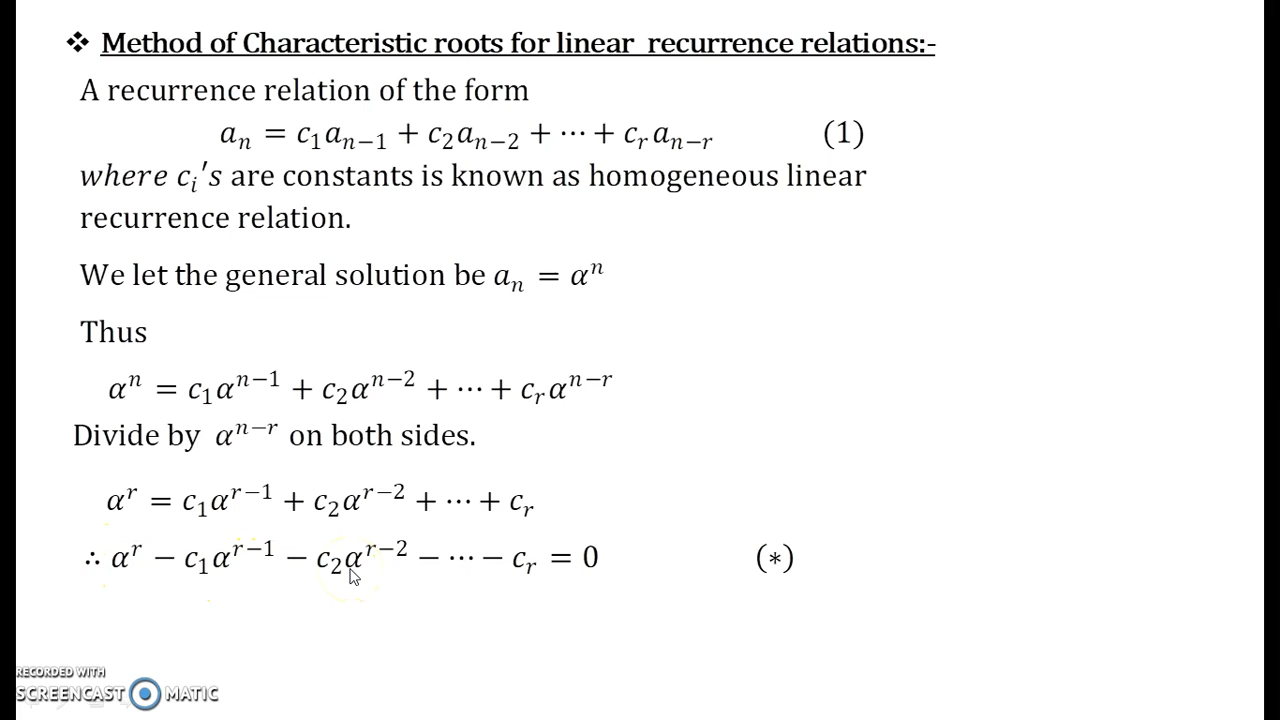 ❖ Method of Characteristic roots for linear recurrence relations:-
A recurrence relation of the form
aₙ = c₁aₙ₋₁ + c₂aₙ₋₂ + ⋯ + cᵣaₙ₋ᵣ (1)
where cᵢ's are constants is known as homogeneous linear
recurrence relation.
We let the general solution be aₙ = αⁿ
Thus
αⁿ = c₁αⁿ⁻¹ + c₂αⁿ⁻² + ⋯ + cᵣαⁿ⁻ʳ
Divide by αⁿ⁻ʳ on both sides.
αʳ = c₁αʳ⁻¹ + c₂αʳ⁻² + ⋯ + cᵣ
∴ αʳ − c₁αʳ⁻¹ − c₂αʳ⁻² − ⋯ − cᵣ = 0 (∗)
RECORDED WITH
SCREENCAST MATIC